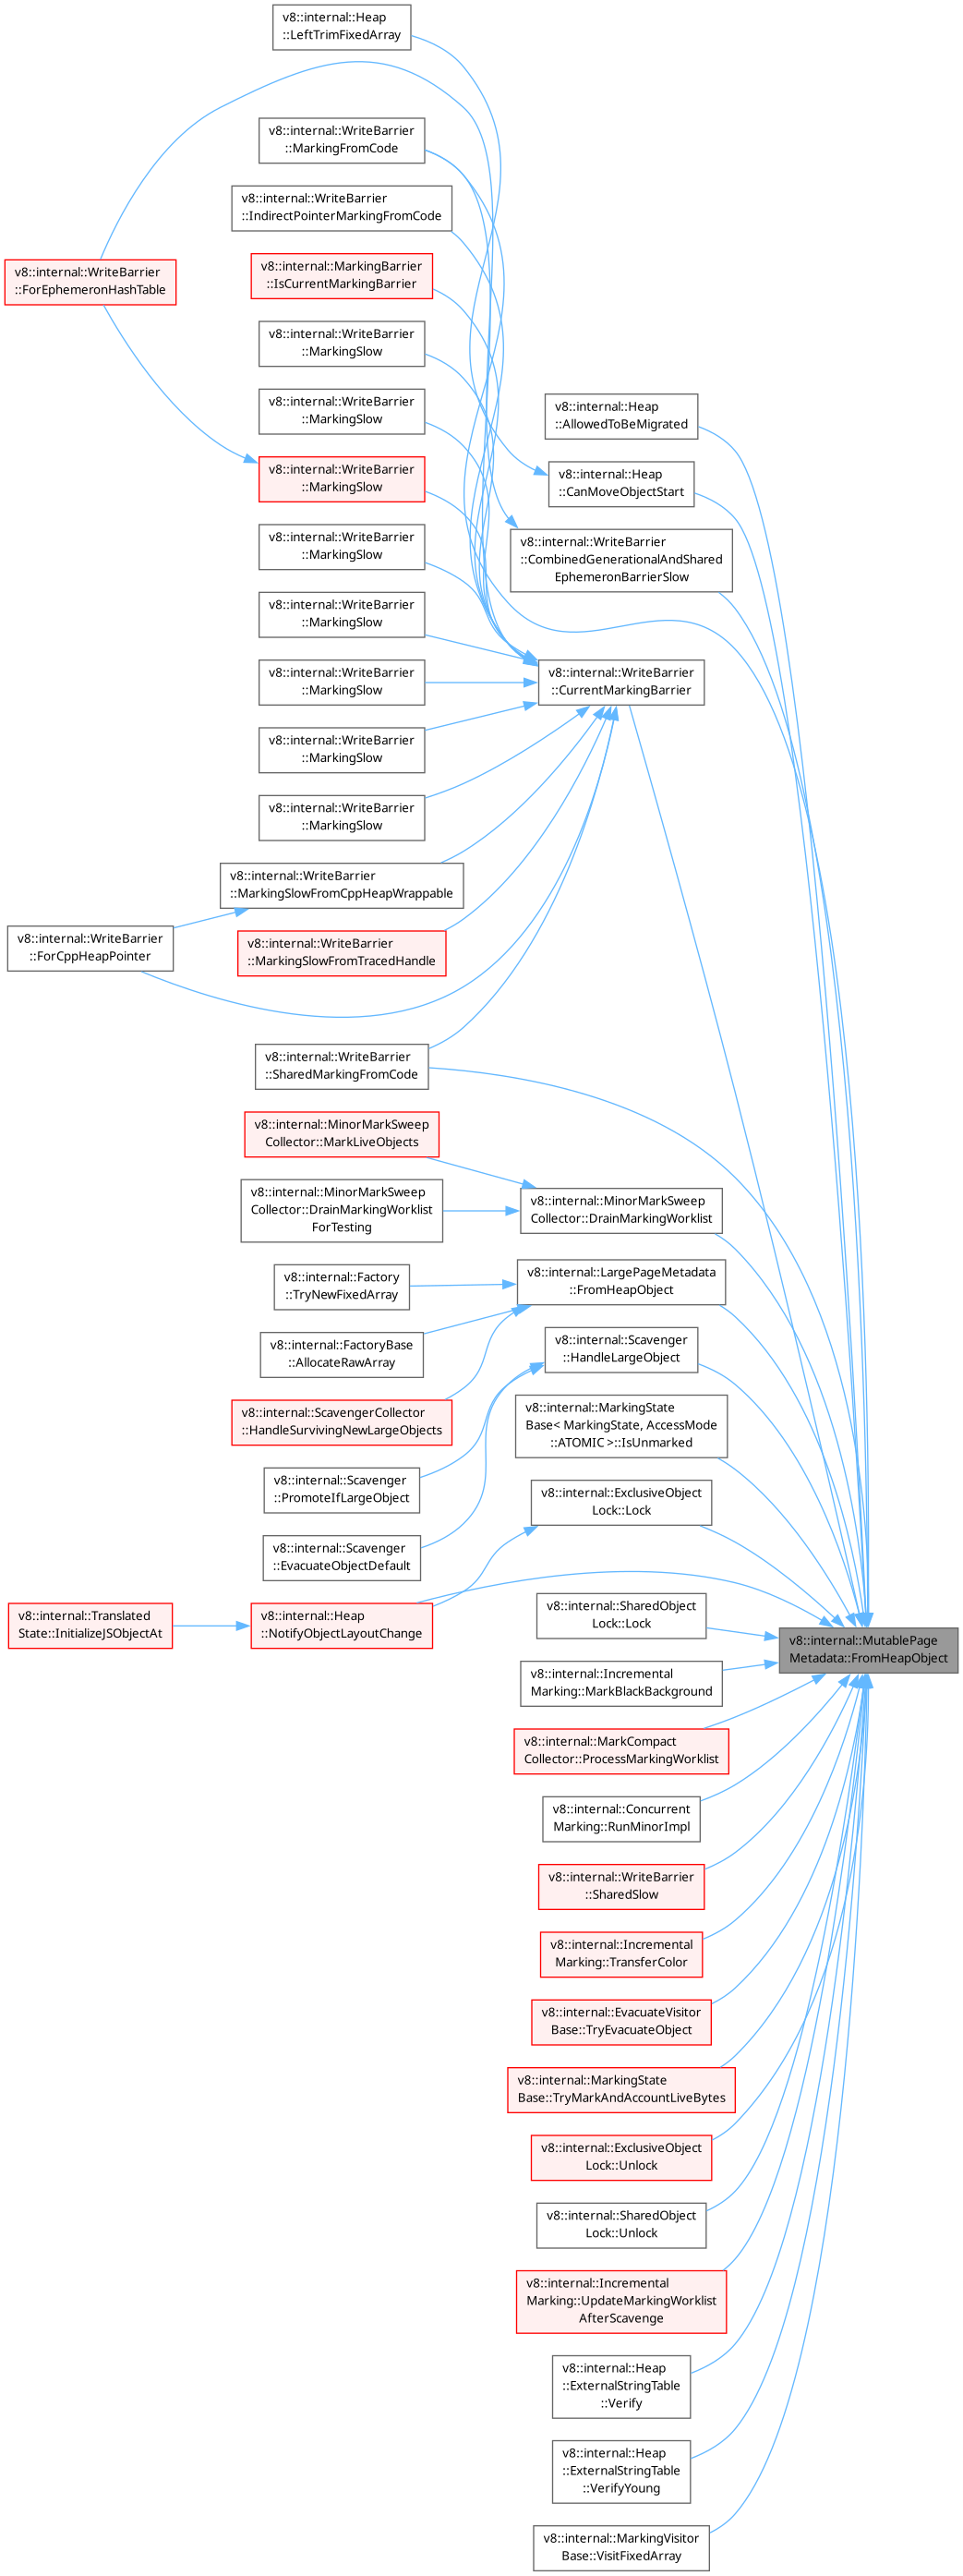 v8::internal::Heap
::LeftTrimFixedArray
v8::internal::WriteBarrier
::MarkingFromCode
v8::internal::WriteBarrier
::IndirectPointerMarkingFromCode
v8::internal::WriteBarrier
::ForEphemeronHashTable
v8::internal::MarkingBarrier
::IsCurrentMarkingBarrier
v8::internal::WriteBarrier
::MarkingSlow
v8::internal::WriteBarrier
::MarkingSlow
v8::internal::WriteBarrier
::MarkingSlow
v8::internal::WriteBarrier
::MarkingSlow
v8::internal::WriteBarrier
::MarkingSlow
v8::internal::WriteBarrier
::MarkingSlow
v8::internal::WriteBarrier
::MarkingSlow
v8::internal::WriteBarrier
::MarkingSlow
v8::internal::Heap
::AllowedToBeMigrated
v8::internal::Heap
::CanMoveObjectStart
v8::internal::WriteBarrier
::CombinedGenerationalAndShared
EphemeronBarrierSlow
v8::internal::WriteBarrier
::CurrentMarkingBarrier
v8::internal::WriteBarrier
::MarkingSlowFromCppHeapWrappable
v8::internal::WriteBarrier
::ForCppHeapPointer
v8::internal::WriteBarrier
::MarkingSlowFromTracedHandle
v8::internal::WriteBarrier
::SharedMarkingFromCode
v8::internal::MinorMarkSweep
Collector::MarkLiveObjects
v8::internal::MinorMarkSweep
Collector::DrainMarkingWorklist
ForTesting
v8::internal::MinorMarkSweep
Collector::DrainMarkingWorklist
v8::internal::Factory
::TryNewFixedArray
v8::internal::LargePageMetadata
::FromHeapObject
v8::internal::FactoryBase
::AllocateRawArray
v8::internal::Scavenger
::HandleLargeObject
v8::internal::ScavengerCollector
::HandleSurvivingNewLargeObjects
v8::internal::MarkingState
Base< MarkingState, AccessMode
::ATOMIC >::IsUnmarked
v8::internal::Scavenger
::PromoteIfLargeObject
v8::internal::ExclusiveObject
Lock::Lock
v8::internal::Scavenger
::EvacuateObjectDefault
v8::internal::Translated
State::InitializeJSObjectAt
v8::internal::Heap
::NotifyObjectLayoutChange
v8::internal::SharedObject
Lock::Lock
v8::internal::MutablePage
Metadata::FromHeapObject
v8::internal::Incremental
Marking::MarkBlackBackground
v8::internal::MarkCompact
Collector::ProcessMarkingWorklist
v8::internal::Concurrent
Marking::RunMinorImpl
v8::internal::WriteBarrier
::SharedSlow
v8::internal::Incremental
Marking::TransferColor
v8::internal::EvacuateVisitor
Base::TryEvacuateObject
v8::internal::MarkingState
Base::TryMarkAndAccountLiveBytes
v8::internal::ExclusiveObject
Lock::Unlock
v8::internal::SharedObject
Lock::Unlock
v8::internal::Incremental
Marking::UpdateMarkingWorklist
AfterScavenge
v8::internal::Heap
::ExternalStringTable
::Verify
v8::internal::Heap
::ExternalStringTable
::VerifyYoung
v8::internal::MarkingVisitor
Base::VisitFixedArray